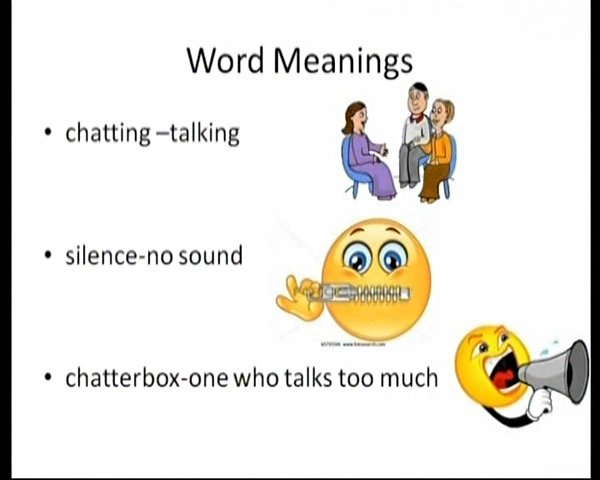 Word Meanings
• chatting –talking
• silence-no sound
• chatterbox-one who talks too much